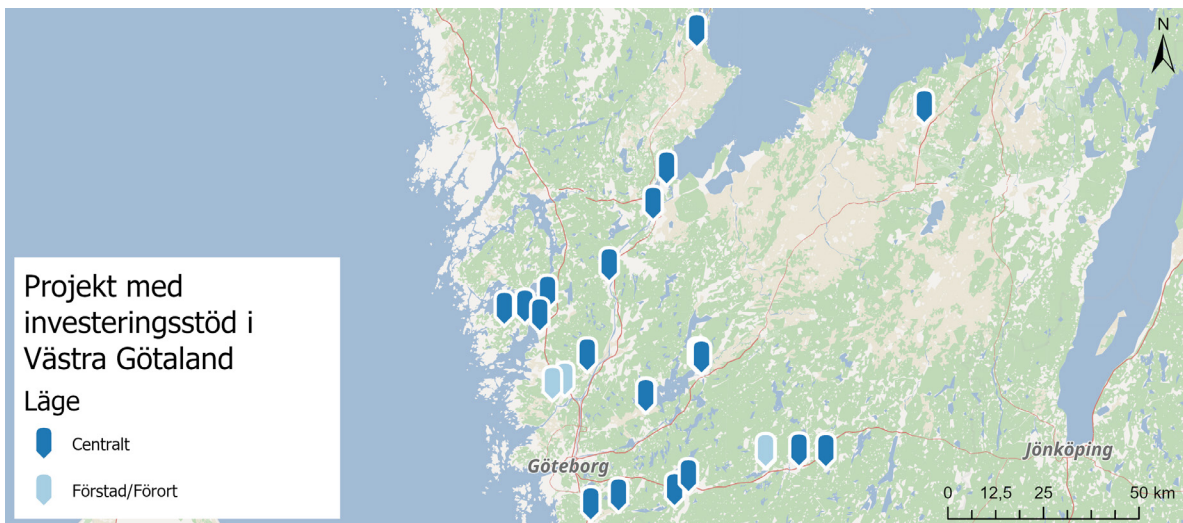 N
Projekt med
investeringsstöd i
Västra Götaland
Läge
Centralt
Förstad/Förort
Göteborg
Jönköping
0 12,5 25 50 km